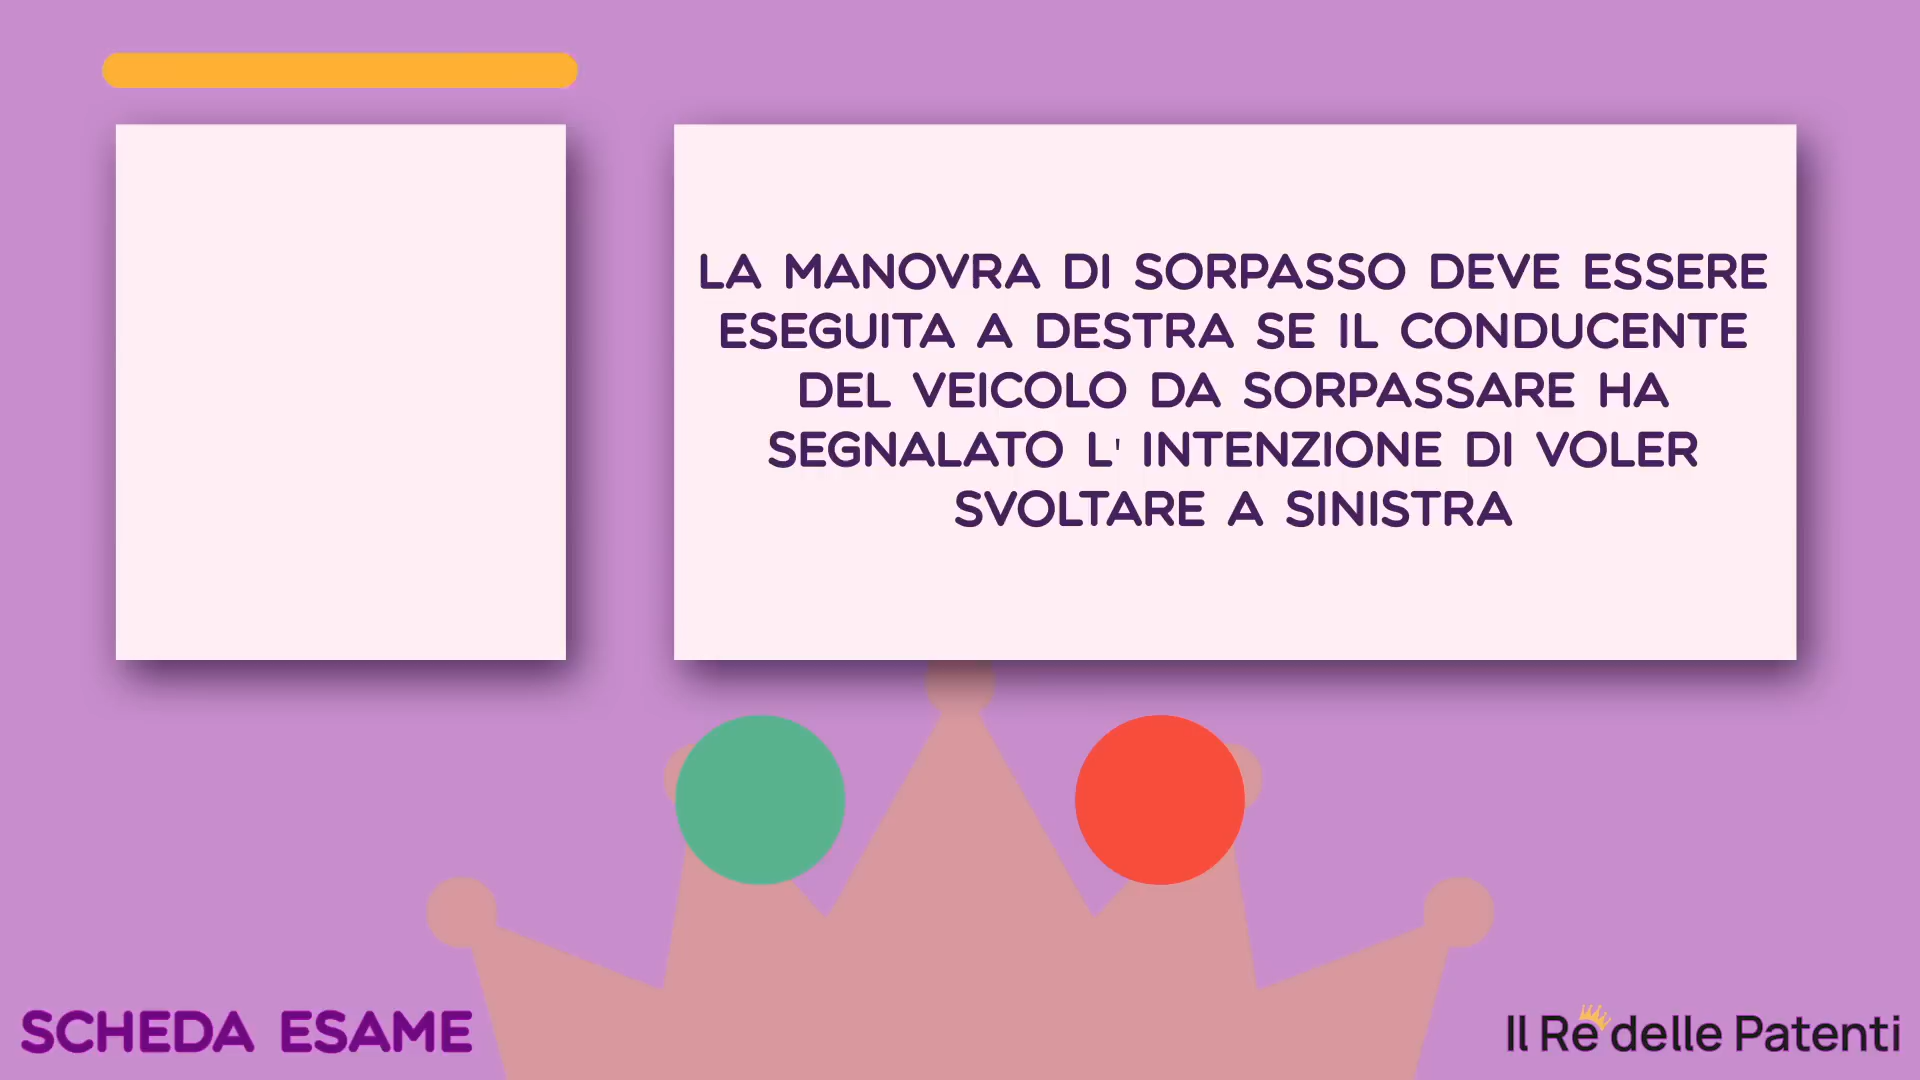 LA MANOVRA DI SORPASSO DEVE ESSERE
ESEGUITA A DESTRA SE IL CONDUCENTE
DEL VEICOLO DA SORPASSARE HA
SEGNALATO L' INTENZIONE DI VOLER
SVOLTARE A SINISTRA
SCHEDA ESAME
Il Re delle Patenti